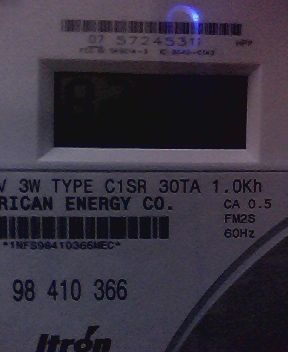 07 57245311
V 3W TYPE C1SR 30TA 1.0Kh
RICAN ENERGY CO.
CA 0.5
FM2S
60Hz
*1NFS98410366MEC*
98 410 366
Itrón